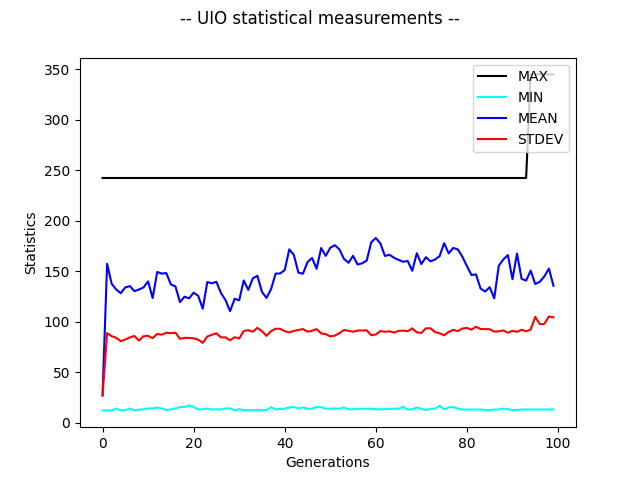 -- UIO statistical measurements --
350
300
250
200
150
100
50
0
Statistics
MAX
MIN
MEAN
STDEV
0 20 40 60 80 100
Generations